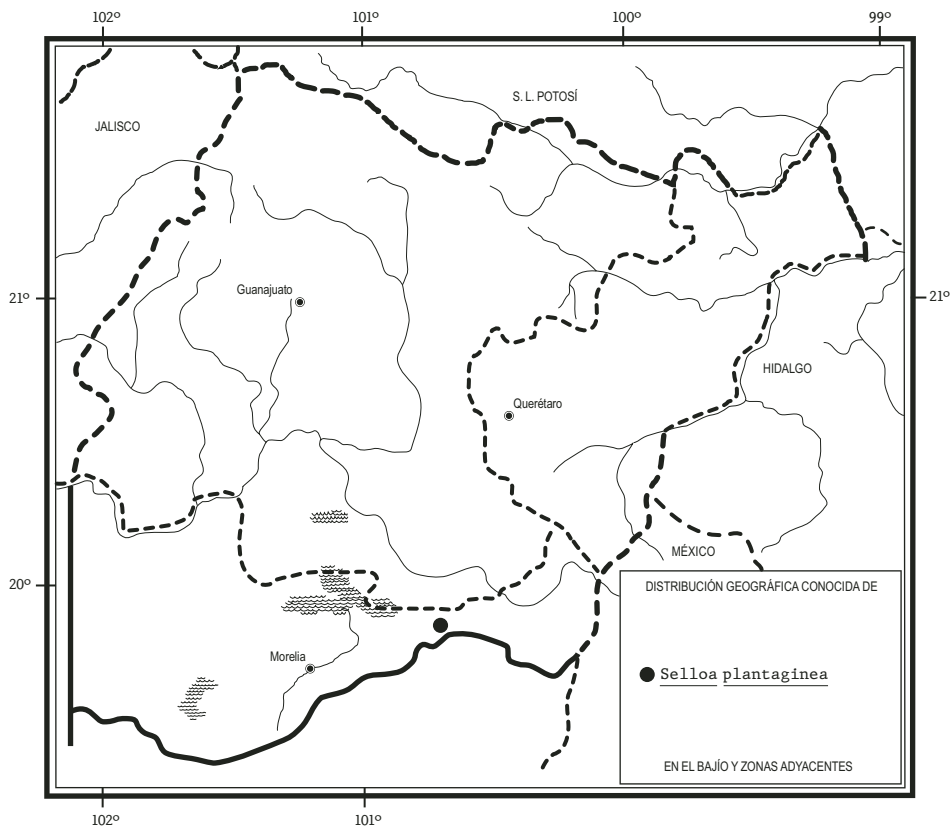 102º 101º 100º 99º
S. L. POTOSÍ
JALISCO
Guanajuato
21º 21º
HIDALGO
Querétaro
MÉXICO
20º
DISTRIBUCIÓN GEOGRÁFICA CONOCIDA DE
Morelia
Selloa plantaginea
EN EL BAJÍO Y ZONAS ADYACENTES
102º 101º